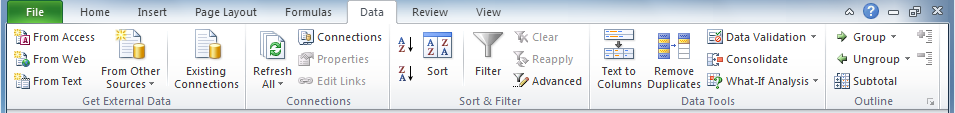 File Home Insert Page Layout Formulas Data Review View
From Access
From Web
From Text
From Other
Sources
Existing
Connections
Get External Data
Refresh
All
Connections
Properties
Edit Links
Connections
A
Z
Z
A
Z A
A Z
Sort
Filter
Clear
Reapply
Advanced
Sort & Filter
Text to
Columns
Remove
Duplicates
Data Validation
Consolidate
What-If Analysis
Data Tools
Group
Ungroup
Subtotal
Outline